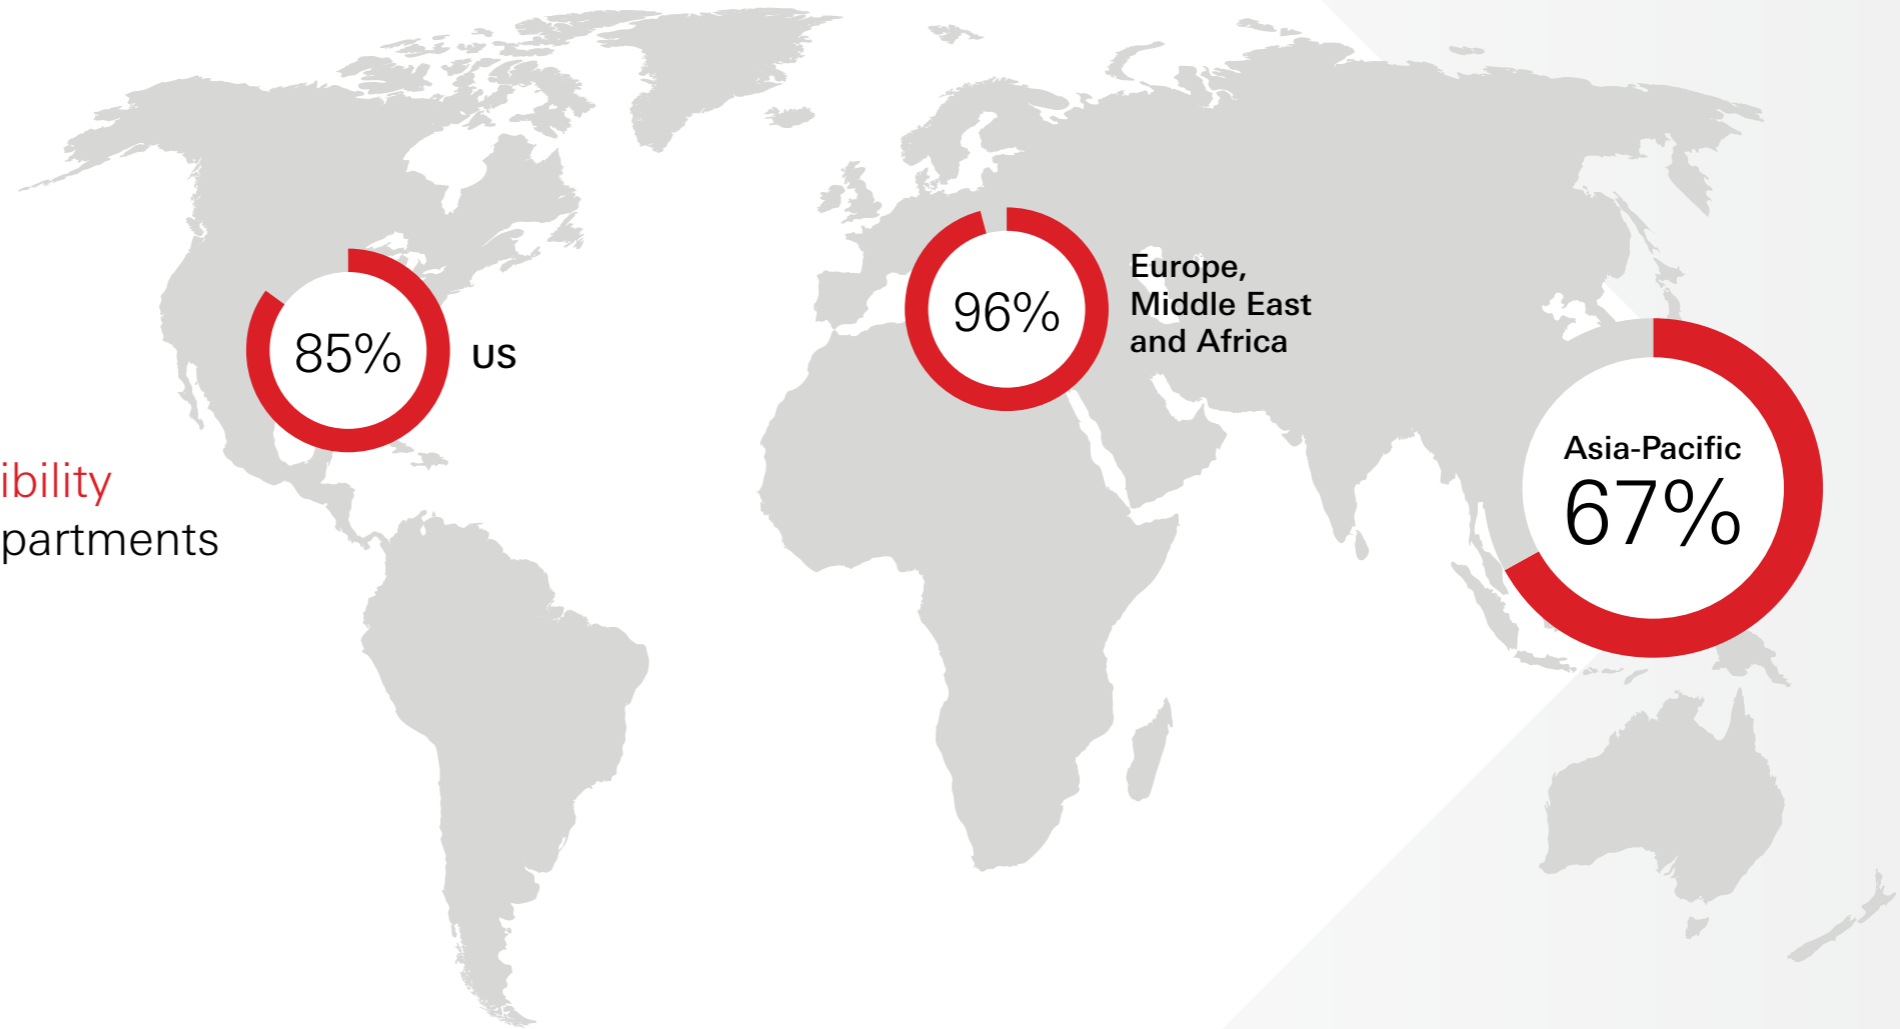 ibility
partments
85%
US
96%
Europe,
Middle East
and Africa
Asia-Pacific
67%